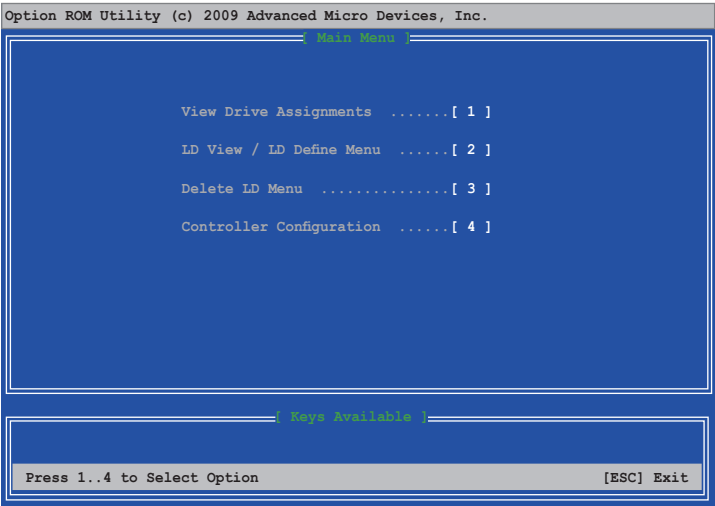 Option ROM Utility (c) 2009 Advanced Micro Devices, Inc.
[ Main Menu ]
View Drive Assignments .......[ 1 ]
LD View / LD Define Menu ......[ 2 ]
Delete LD Menu ...............[ 3 ]
Controller Configuration ......[ 4 ]
[ Keys Available ]
Press 1..4 to Select Option [ESC] Exit